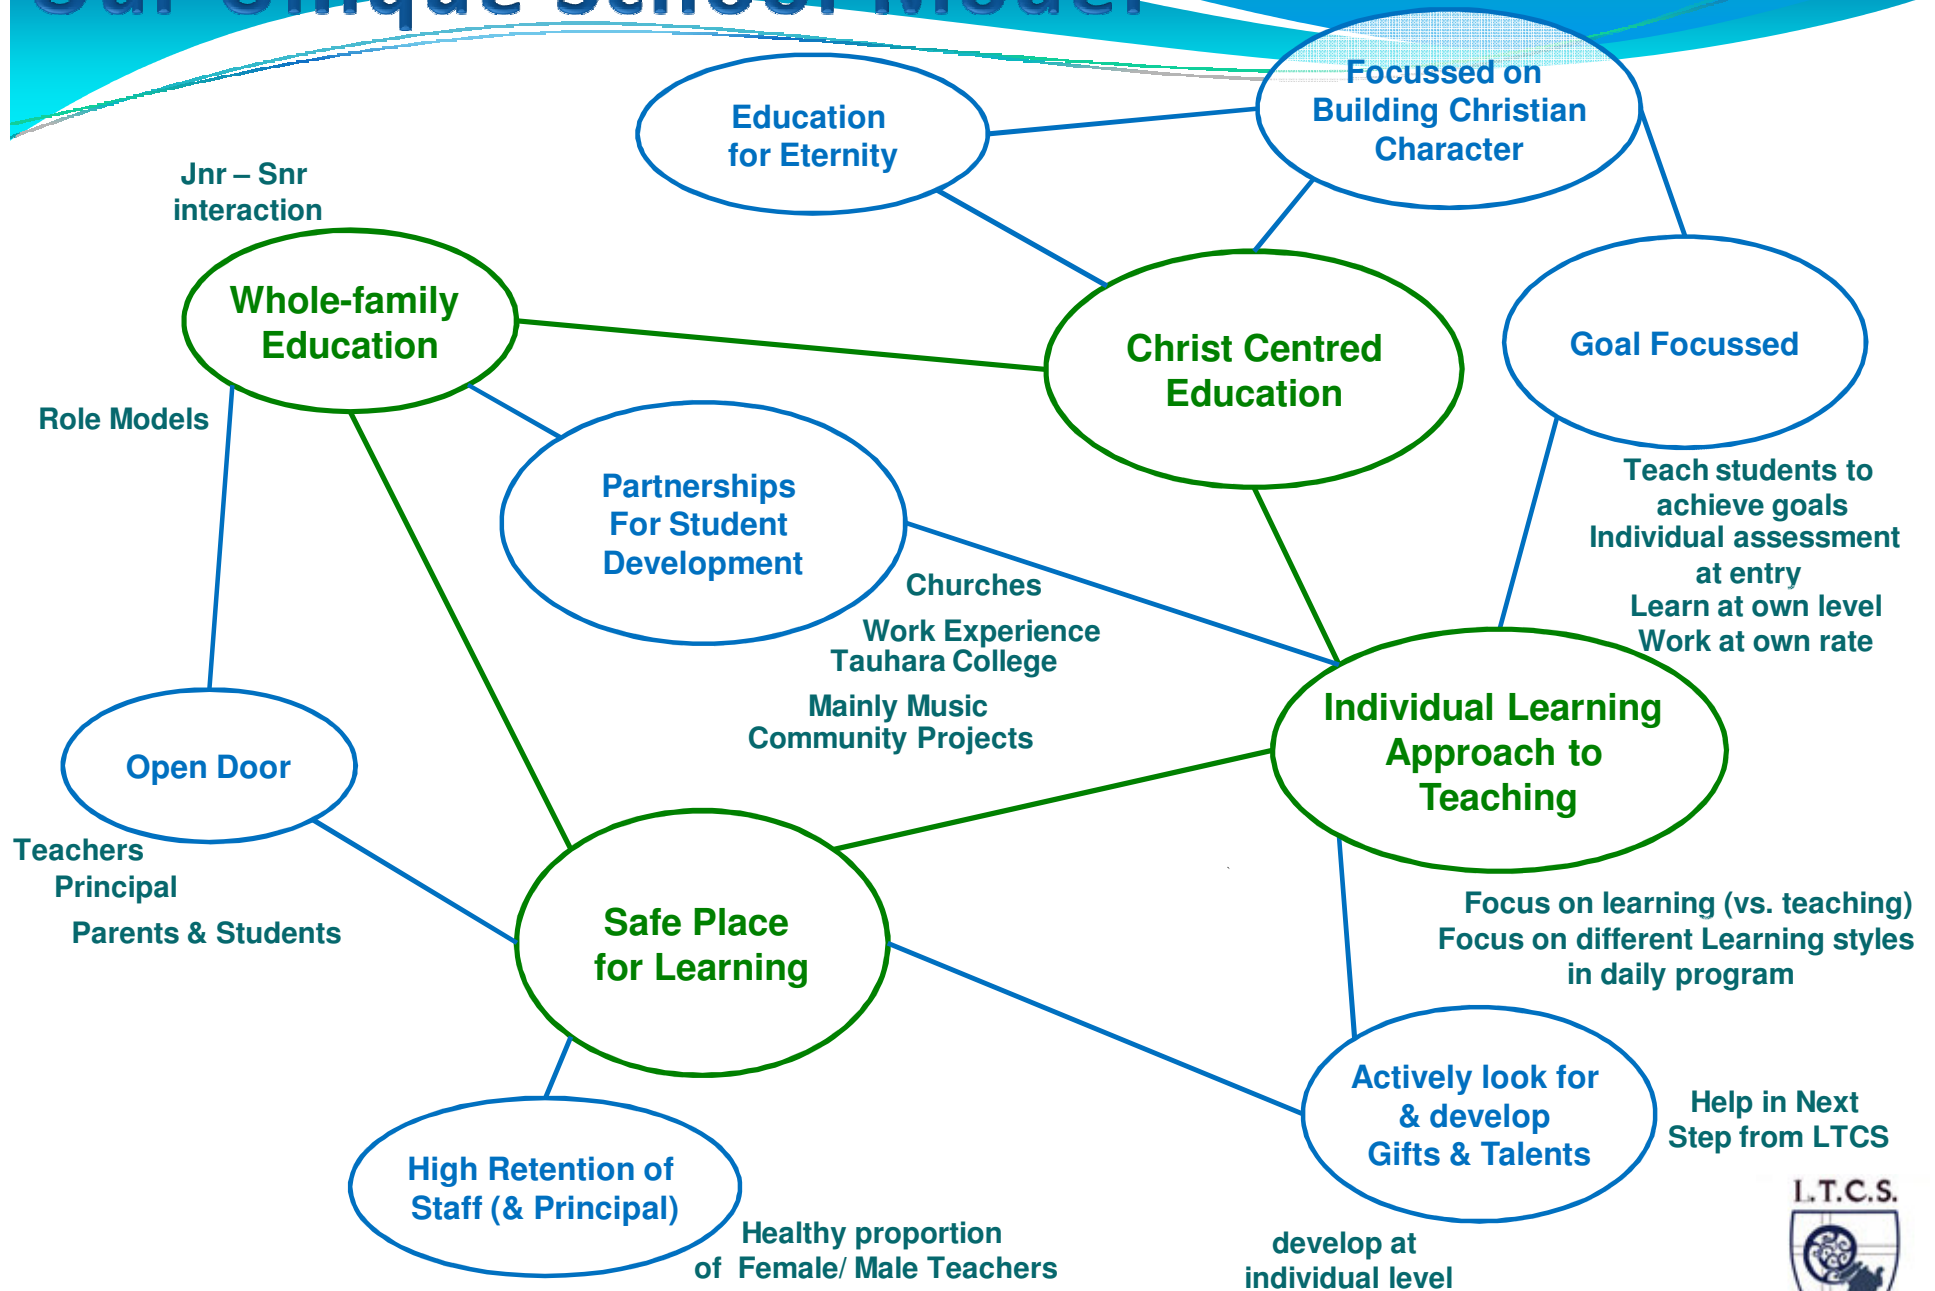 Our Unique School Model
Focussed on
Building Christian
Character
Education
for Eternity
Jnr – Snr
interaction
Whole-family
Education
Christ Centred
Education
Goal Focussed
Role Models
Partnerships
For Student
Development
Teach students to
achieve goals
Individual assessment
at entry
Learn at own level
Work at own rate
Churches
Work Experience
Tauhara College
Mainly Music
Community Projects
Individual Learning
Approach to
Teaching
Open Door
Teachers
Principal
Parents & Students
Safe Place
for Learning
Focus on learning (vs. teaching)
Focus on different Learning styles
in daily program
Actively look for
& develop
Gifts & Talents
Help in Next
Step from LTCS
High Retention of
Staff (& Principal)
Healthy proportion
of Female/ Male Teachers
develop at
individual level
L.T.C.S.